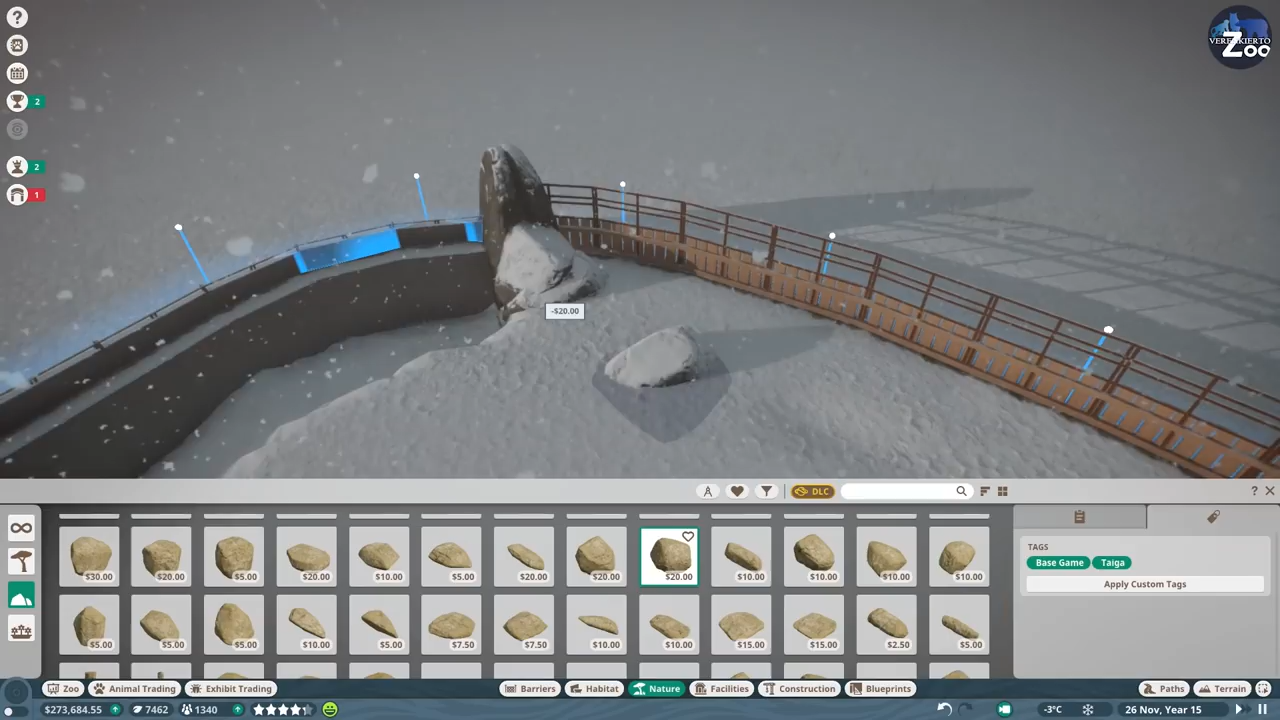 ?
VEREKKIERTO
Zoo
2
2
1
-$20.00
DLC
? ×
$30.00 $20.00 $5.00 $20.00 $10.00 $5.00 $20.00 $20.00 $20.00 $10.00 $10.00 $10.00 $10.00
$5.00 $5.00 $5.00 $10.00 $5.00 $7.50 $7.50 $10.00 $10.00 $15.00 $15.00 $2.50 $5.00
TAGS
Base Game Taiga
Apply Custom Tags
Zoo Animal Trading Exhibit Trading Barriers Habitat Nature Facilities Construction Blueprints Paths Terrain
$273,684.55 7462 1340 -3°C 26 Nov, Year 15